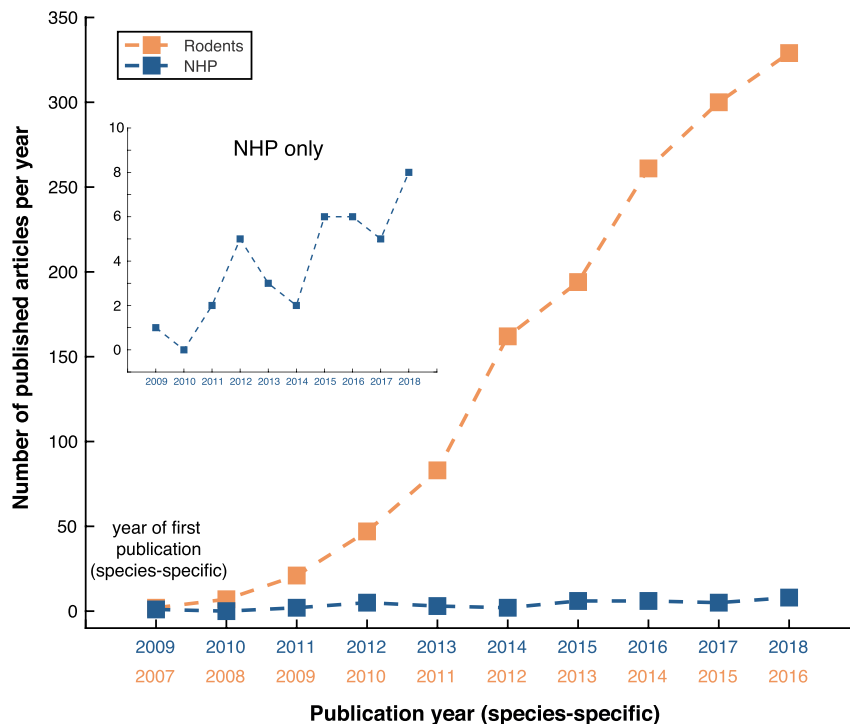 Number of published articles per year
350
300
250
200
150
100
50
0
Rodents
NHP
NHP only
10
8
6
4
2
0
2009 2010 2011 2012 2013 2014 2015 2016 2017 2018
year of first
publication
(species-specific)
2009 2010 2011 2012 2013 2014 2015 2016 2017 2018
2007 2008 2009 2010 2011 2012 2013 2014 2015 2016
Publication year (species-specific)